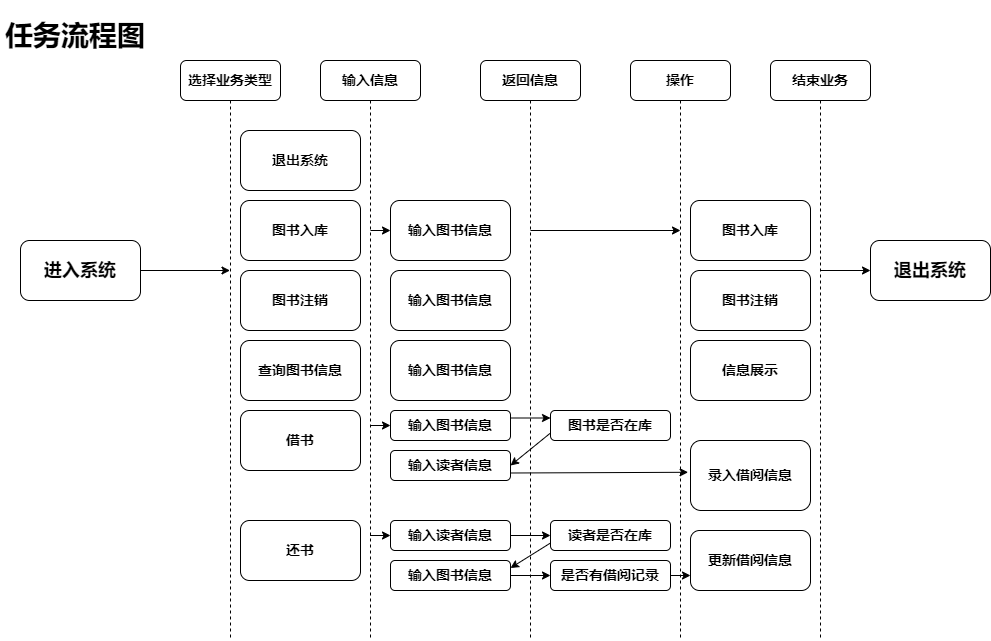 任务流程图
选择业务类型
输入信息
返回信息
操作
结束业务
退出系统
图书入库
输入图书信息
图书入库
进入系统
退出系统
图书注销
输入图书信息
图书注销
查询图书信息
输入图书信息
信息展示
借书
输入图书信息
图书是否在库
输入读者信息
录入借阅信息
还书
输入读者信息
读者是否在库
更新借阅信息
输入图书信息
是否有借阅记录